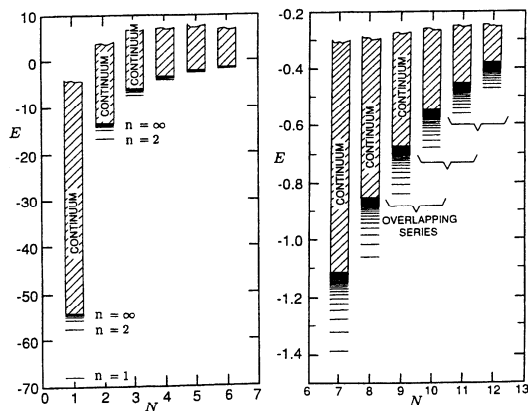 10
0
-10
-20
-30
-40
-50
-60
-70
E
CONTINUUM
CONTINUUM
CONTINUUM
n = ∞
n = 2
n = ∞
n = 2
n = 1
0 1 2 3 4 5 6 7
N
-0.2
-0.4
-0.6
-0.8
-1.0
-1.2
-1.4
E
CONTINUUM
CONTINUUM
CONTINUUM
OVERLAPPING
SERIES
6 7 8 9 10 11 12 13
N